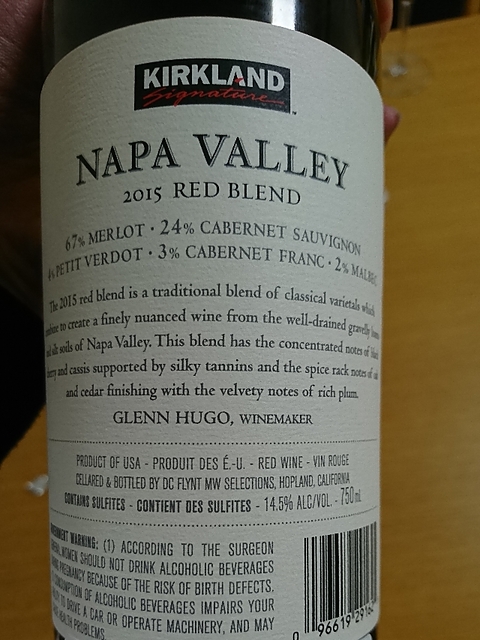 KIRKLAND
Signature™
NAPA VALLEY
2015 RED BLEND
67% MERLOT · 24% CABERNET SAUVIGNON
4% PETIT VERDOT · 3% CABERNET FRANC · 2% MALBEC
The 2015 red blend is a traditional blend of classical varietals which
to create a finely nuanced wine from the well-drained gravelly
soils of Napa Valley. This blend has the concentrated notes of
and cassis supported by silky tannins and the spice rack notes of
and cedar finishing with the velvety notes of rich plum.
GLENN HUGO, WINEMAKER
PRODUCT OF USA - PRODUIT DES É.-U. - RED WINE - VIN ROUGE
CELLARED & BOTTLED BY DC FLYNT MW SELECTIONS, HOPLAND, CALIFORNIA
CONTAINS SULFITES - CONTIENT DES SULFITES - 14.5% ALC/VOL - 750mL
WARNING: (1) ACCORDING TO THE SURGEON
WOMEN SHOULD NOT DRINK ALCOHOLIC BEVERAGES
BECAUSE OF THE RISK OF BIRTH DEFECTS.
OF ALCOHOLIC BEVERAGES IMPAIRS YOUR
TO DRIVE A CAR OR OPERATE MACHINERY, AND MAY
HEALTH PROBLEMS.
0 96619 29162